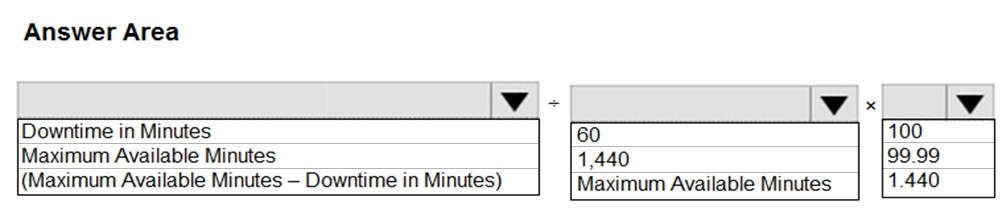 Answer Area
÷ ×
Downtime in Minutes
Maximum Available Minutes
(Maximum Available Minutes – Downtime in Minutes)
60
1,440
Maximum Available Minutes
100
99.99
1.440